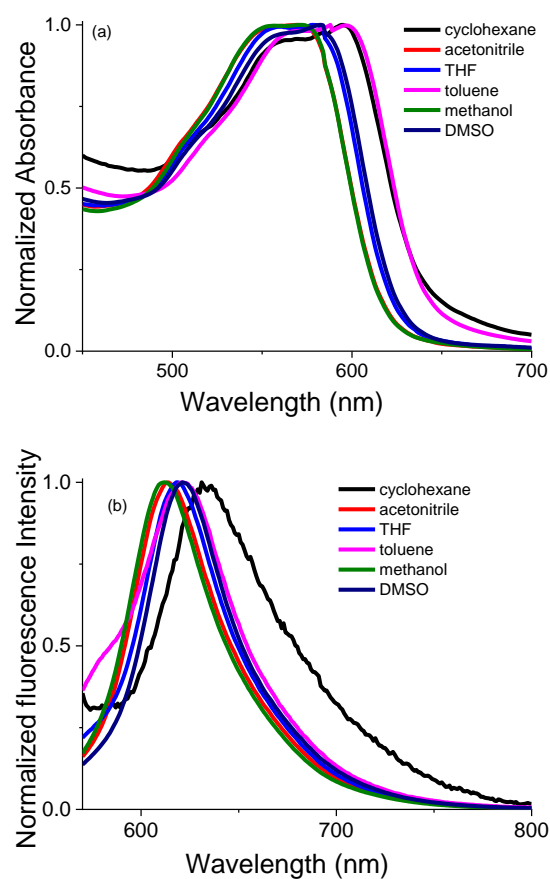 (a)
1.0
0.5
0.0
500
600
700
Normalized Absorbance
Wavelength (nm)
cyclohexane
acetonitrile
THF
toluene
methanol
DMSO
(b)
1.0
0.5
0.0
600
700
800
Normalized fluorescence Intensity
Wavelength (nm)
cyclohexane
acetonitrile
THF
toluene
methanol
DMSO